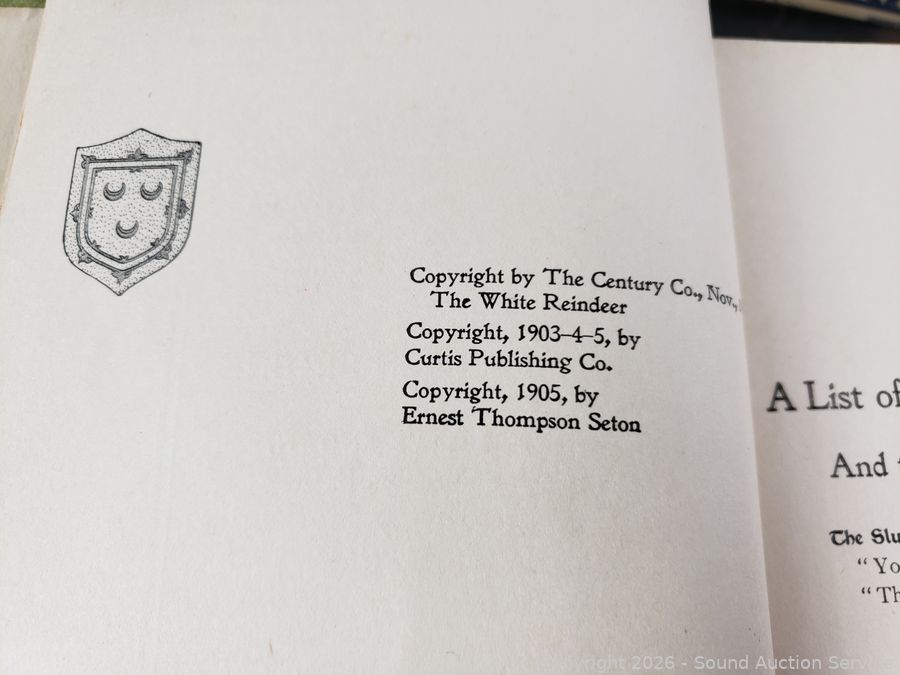 Copyright by The Century Co., Nov.,
The White Reindeer
Copyright, 1903–4–5, by
Curtis Publishing Co.
Copyright, 1905, by
Ernest Thompson Seton
A List of
And
The Slu
“Yo
“Th
2026 - Sound Auction Service